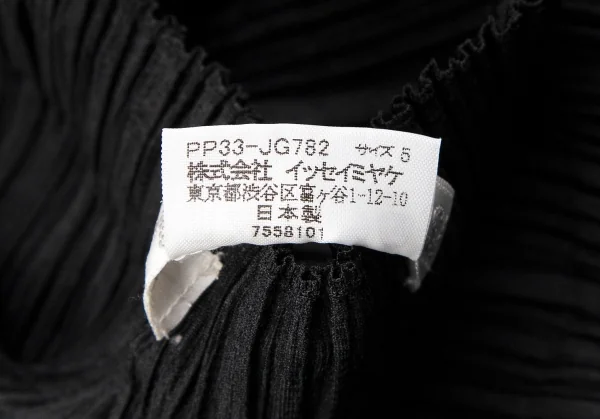 PP33-JG782 サイズ 5
株式会社 イッセイミヤケ
東京都渋谷区富ヶ谷1-12-10
日本製
7558101